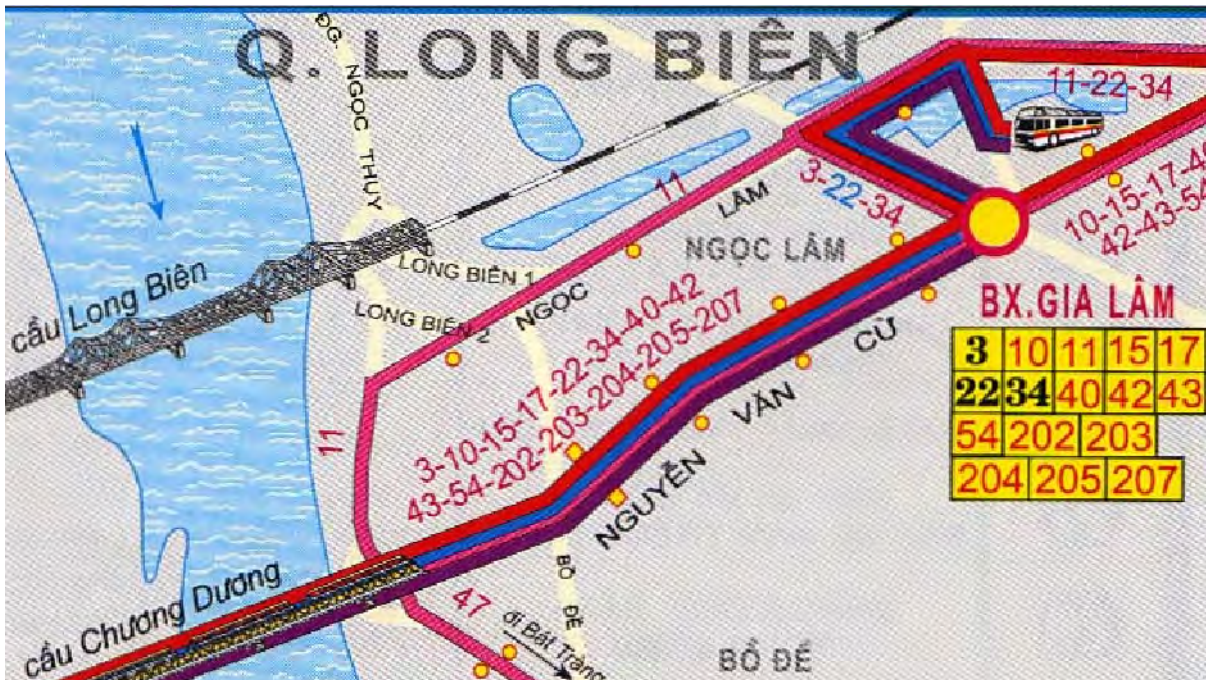 Q. LONG BIÊN
NGỌC THỤY
11-22-34
3-22-34
10-15-17-40
42-43-54
11
LÂM
NGỌC LÂM
LONG BIÊN 1
cầu Long Biên
LONG BIÊN 2
NGỌC
CỪ
BX.GIA LÂM
3 10 11 15 17
22 34 40 42 43
54 202 203
204 205 207
3-10-15-17-22-34-40-42
43-54-202-203-204-205-207
11
VĂN
NGUYỄN
cầu Chương Dương
BỒ ĐỀ
47
đi Bát Tràng
BỒ ĐỀ